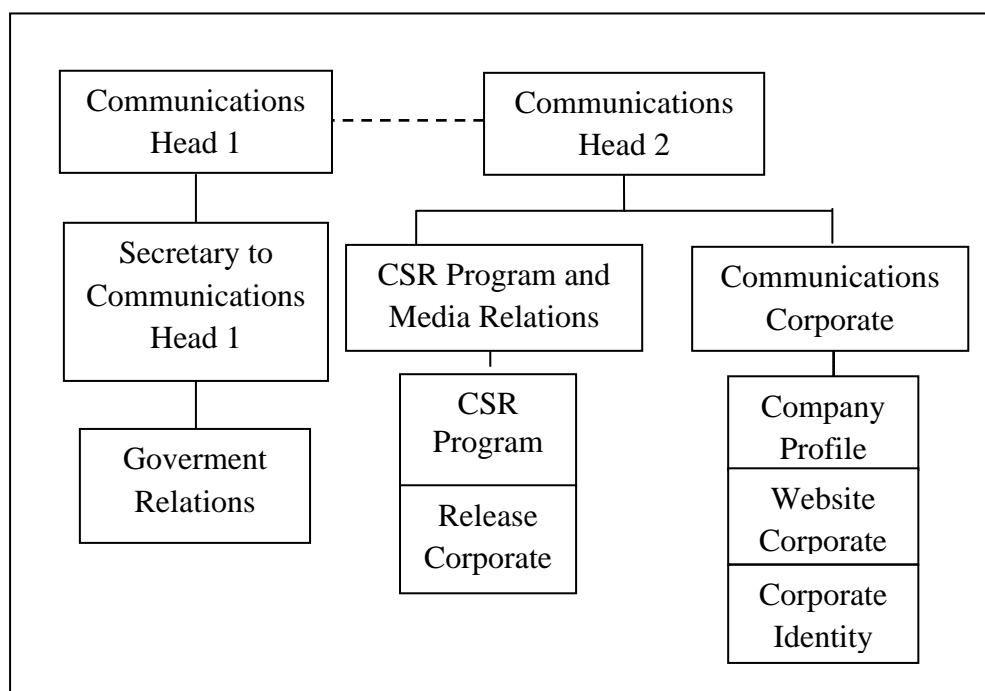 Communications
Head 1
Communications
Head 2
Secretary to
Communications
Head 1
CSR Program and
Media Relations
Communications
Corporate
Goverment
Relations
CSR
Program
Release
Corporate
Company
Profile
Website
Corporate
Corporate
Identity